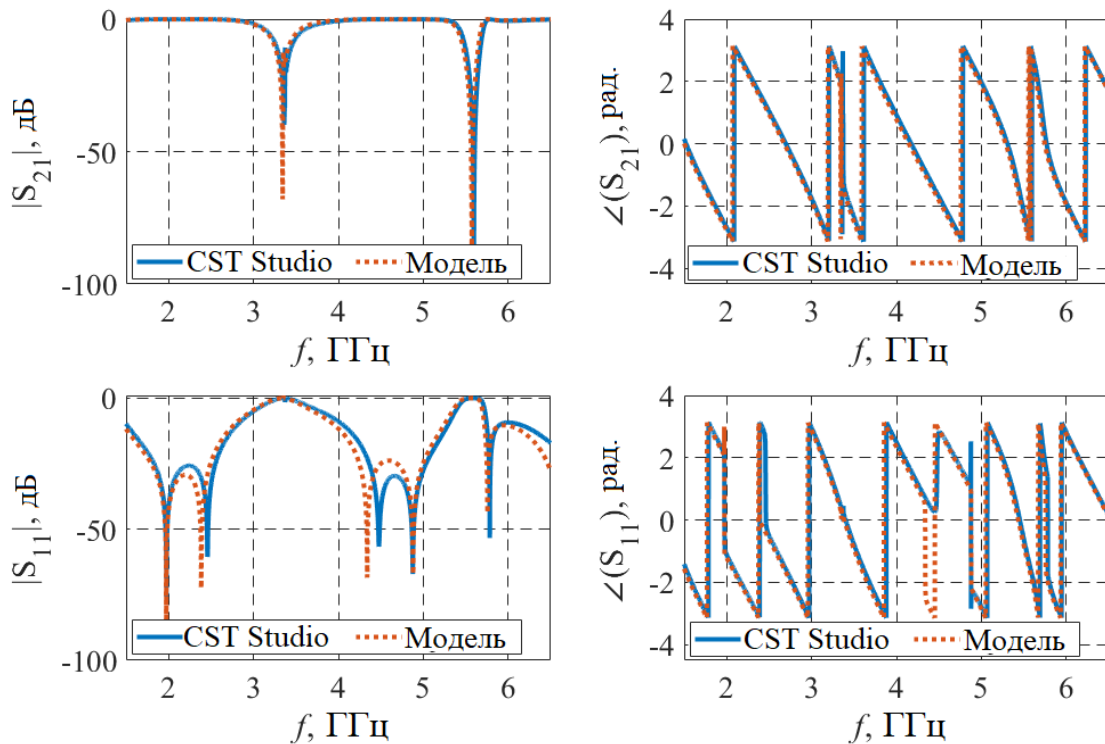 |S21|, дБ
0
-50
-100
CST Studio Модель
2 3 4 5 6
f, ГГц
∠(S21), рад.
4
2
0
-2
-4
CST Studio Модель
2 3 4 5 6
f, ГГц
|S11|, дБ
0
-50
-100
CST Studio Модель
2 3 4 5 6
f, ГГц
∠(S11), рад.
4
2
0
-2
-4
CST Studio Модель
2 3 4 5 6
f, ГГц